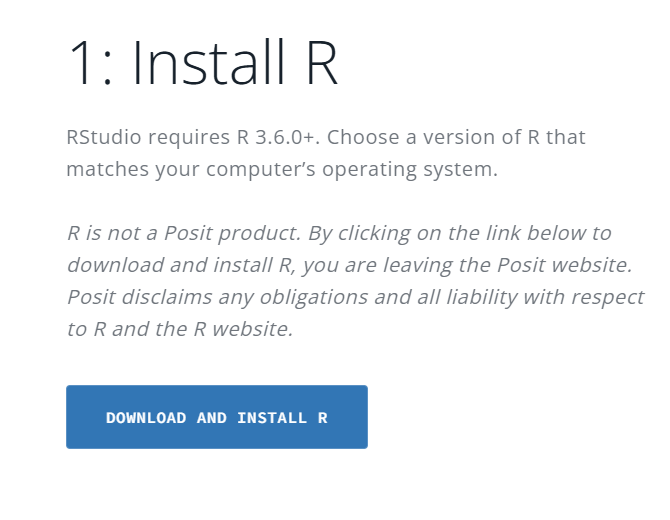 1: Install R
RStudio requires R 3.6.0+. Choose a version of R that
matches your computer’s operating system.
R is not a Posit product. By clicking on the link below to
download and install R, you are leaving the Posit website.
Posit disclaims any obligations and all liability with respect
to R and the R website.
DOWNLOAD AND INSTALL R